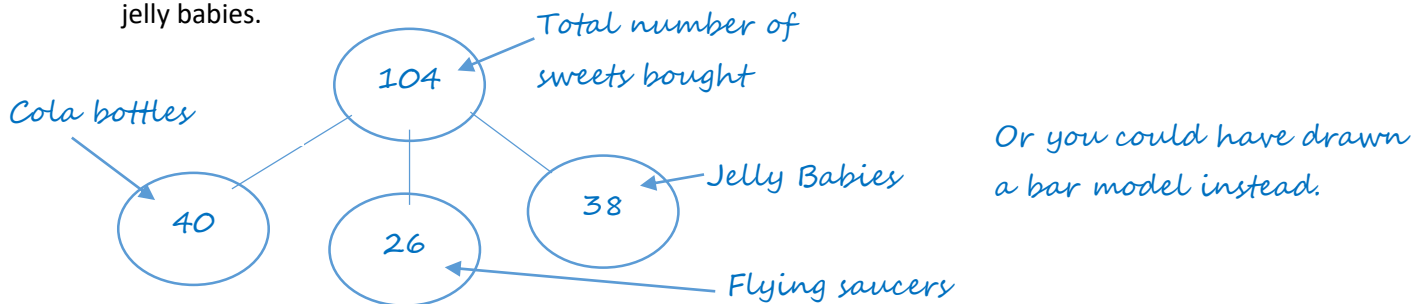 jelly babies.
Total number of
sweets bought
104
Cola bottles
Or you could have drawn
a bar model instead.
Jelly Babies
40
26
38
Flying saucers